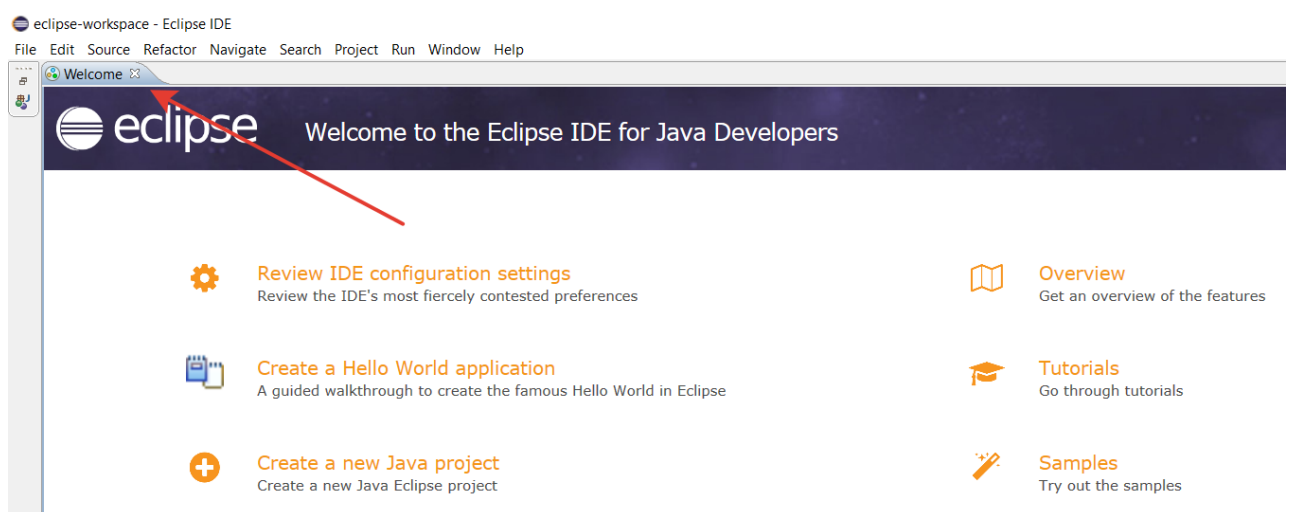 eclipse-workspace - Eclipse IDE
File Edit Source Refactor Navigate Search Project Run Window Help
Welcome
eclipse Welcome to the Eclipse IDE for Java Developers
Review IDE configuration settings
Review the IDE's most fiercely contested preferences
Overview
Get an overview of the features
Create a Hello World application
A guided walkthrough to create the famous Hello World in Eclipse
Tutorials
Go through tutorials
Create a new Java project
Create a new Java Eclipse project
Samples
Try out the samples